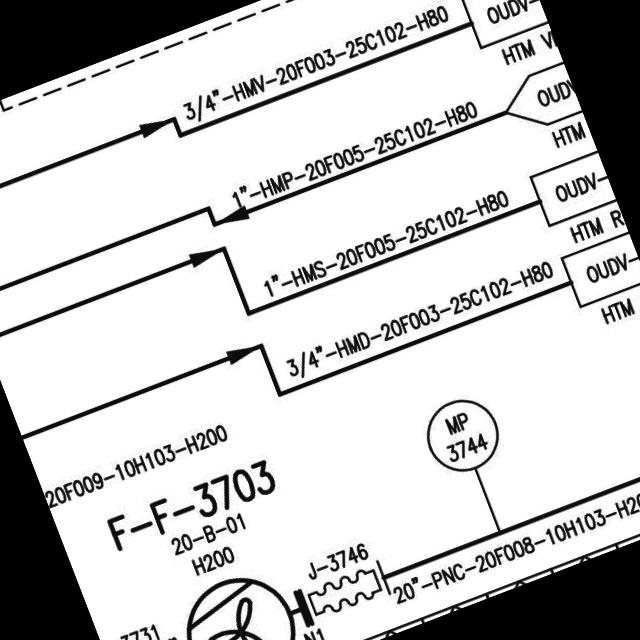 3/4"-HMV-20F003-25C102-H80
OUDV-
HTM V
1"-HMP-20F005-25C102-H80
OUDV
HTM
1"-HMS-20F005-25C102-H80
OUDV-
HTM R
3/4"-HMD-20F003-25C102-H80
OUDV-
HTM
20F009-10H103-H200
MP
3744
F-F-3703
20-B-01
H200
J-3746
20"-PNC-20F008-10H103-H20
3731
N1